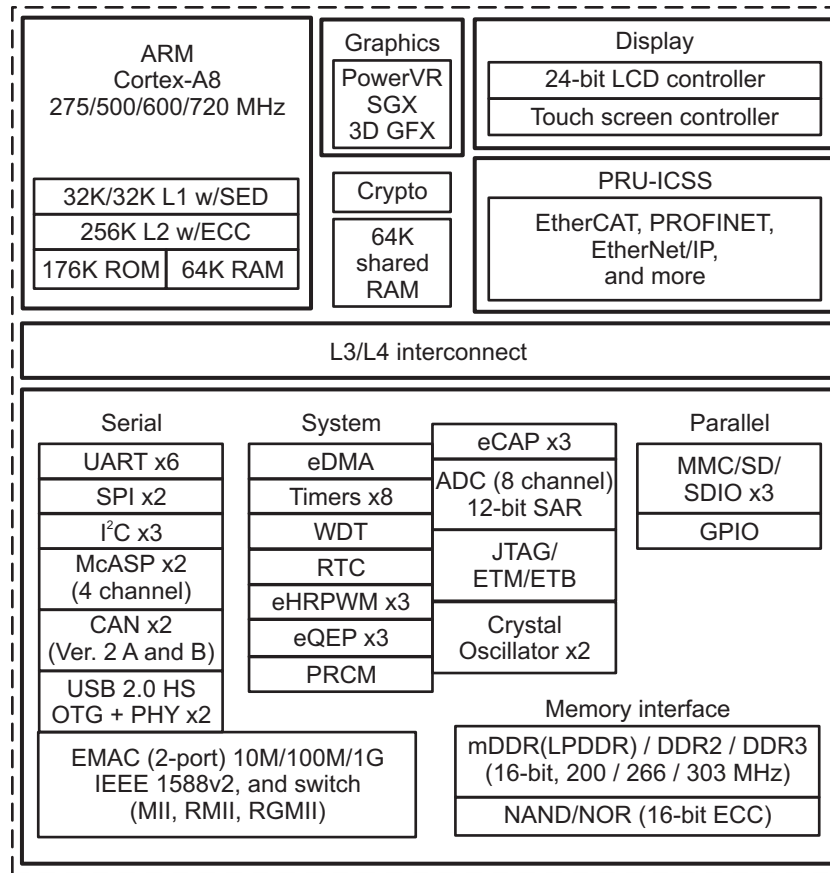 ARM
Cortex-A8
275/500/600/720 MHz
32K/32K L1 w/SED
256K L2 w/ECC
176K ROM
64K RAM
Graphics
PowerVR
SGX
3D GFX
Crypto
64K
shared
RAM
Display
24-bit LCD controller
Touch screen controller
PRU-ICSS
EtherCAT, PROFINET,
EtherNet/IP,
and more
L3/L4 interconnect
Serial
UART x6
SPI x2
I²C x3
McASP x2
(4 channel)
CAN x2
(Ver. 2 A and B)
USB 2.0 HS
OTG + PHY x2
EMAC (2-port) 10M/100M/1G
IEEE 1588v2, and switch
(MII, RMII, RGMII)
System
eDMA
Timers x8
WDT
RTC
eHRPWM x3
eQEP x3
PRCM
eCAP x3
ADC (8 channel)
12-bit SAR
JTAG/
ETM/ETB
Crystal
Oscillator x2
Parallel
MMC/SD/
SDIO x3
GPIO
Memory interface
mDDR(LPDDR) / DDR2 / DDR3
(16-bit, 200 / 266 / 303 MHz)
NAND/NOR (16-bit ECC)